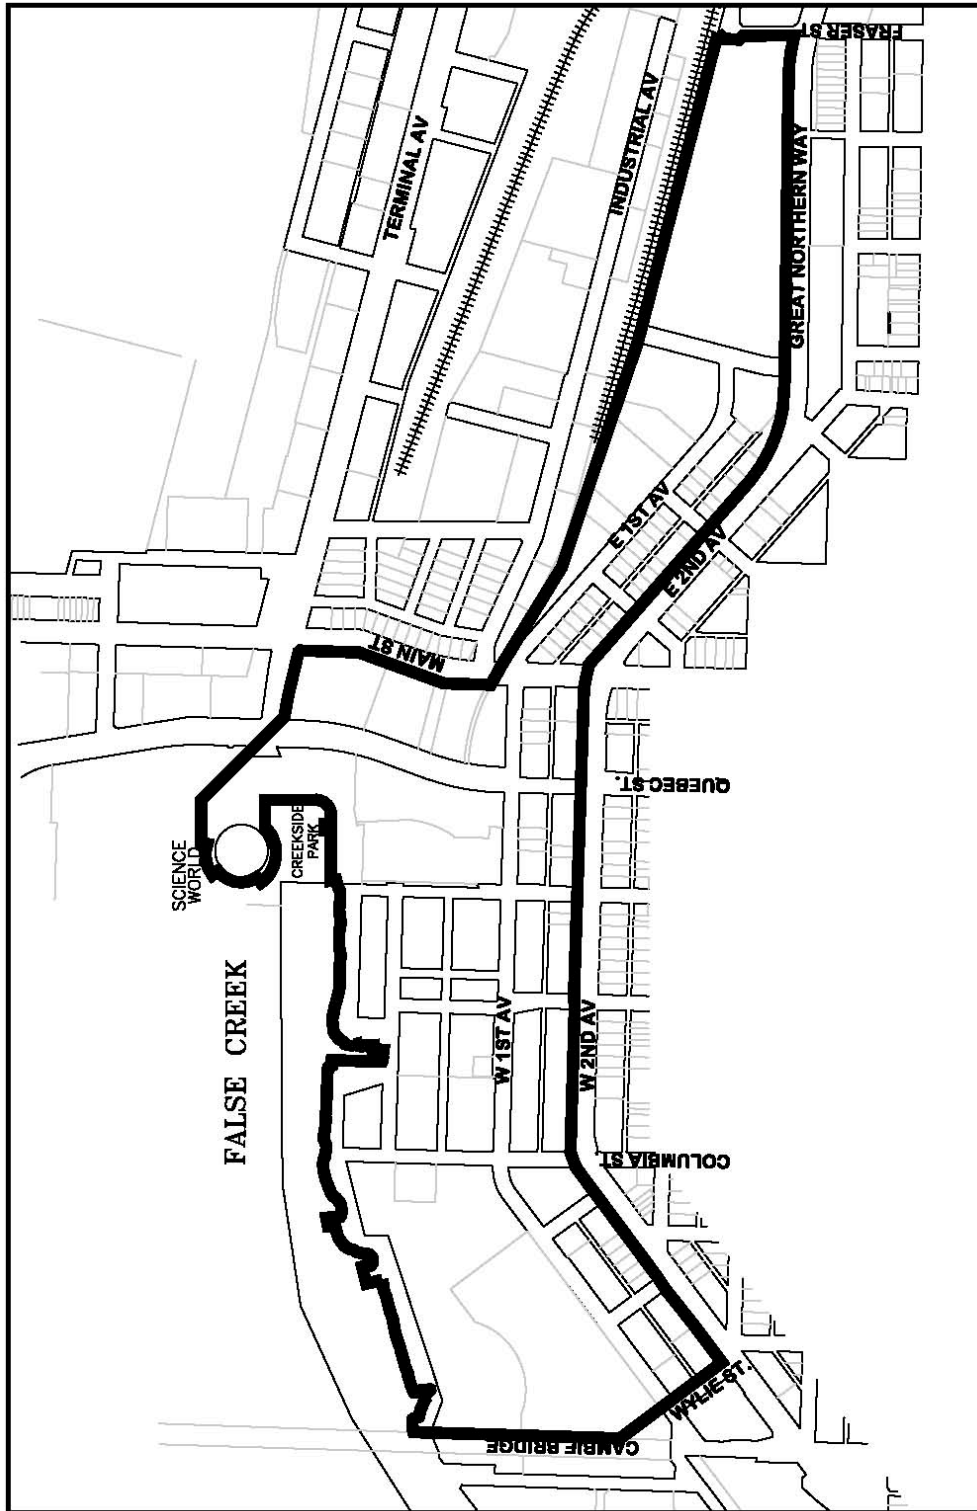 FRASER ST
TERMINAL AV
INDUSTRIAL AV
GREAT NORTHERN WAY
E 1ST AV
E 2ND AV
MAIN ST
QUEBEC ST.
SCIENCE
WORLD
CREEKSIDE
PARK
FALSE CREEK
W 1ST AV
W 2ND AV
COLUMBIA ST.
WYLIE ST.
CAMBIE BRIDGE